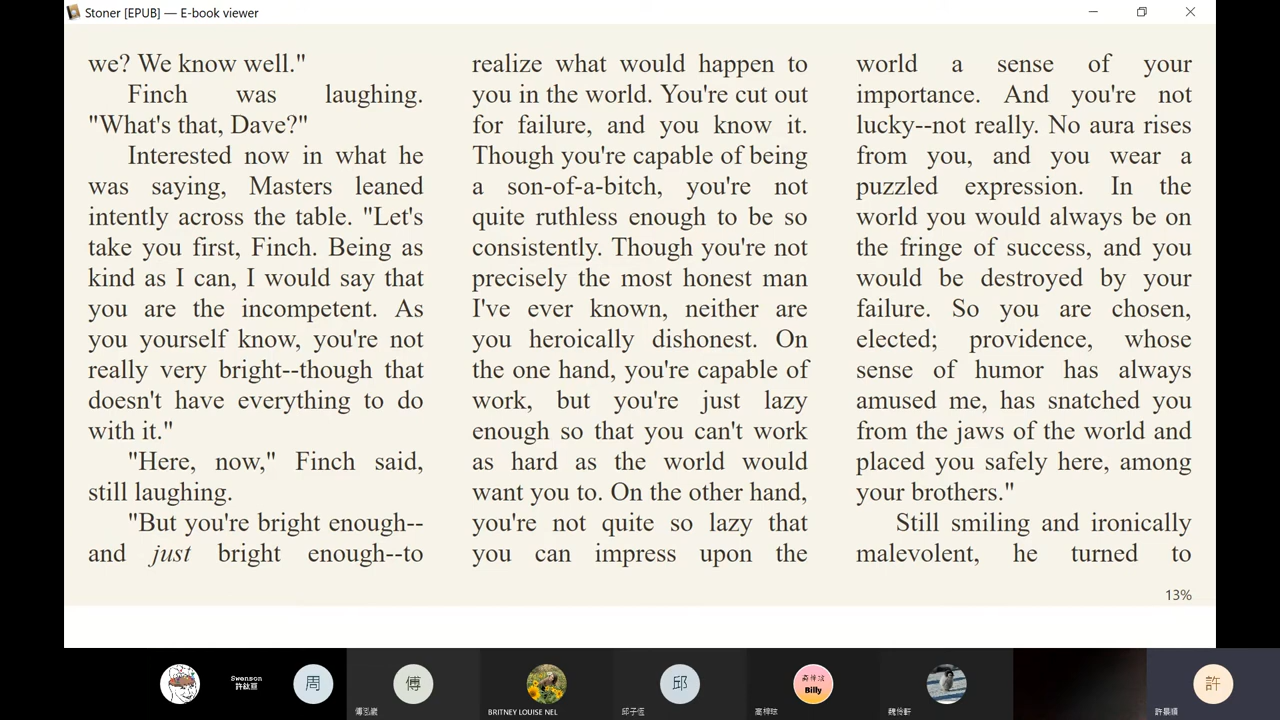 Stoner [EPUB] — E-book viewer
we? We know well."
Finch was laughing.
"What's that, Dave?"
Interested now in what he
was saying, Masters leaned
intently across the table. "Let's
take you first, Finch. Being as
kind as I can, I would say that
you are the incompetent. As
you yourself know, you're not
really very bright--though that
doesn't have everything to do
with it."
"Here, now," Finch said,
still laughing.
"But you're bright enough--
and just bright enough--to
realize what would happen to
you in the world. You're cut out
for failure, and you know it.
Though you're capable of being
a son-of-a-bitch, you're not
quite ruthless enough to be so
consistently. Though you're not
precisely the most honest man
I've ever known, neither are
you heroically dishonest. On
the one hand, you're capable of
work, but you're just lazy
enough so that you can't work
as hard as the world would
want you to. On the other hand,
you're not quite so lazy that
you can impress upon the
world a sense of your
importance. And you're not
lucky--not really. No aura rises
from you, and you wear a
puzzled expression. In the
world you would always be on
the fringe of success, and you
would be destroyed by your
failure. So you are chosen,
elected; providence, whose
sense of humor has always
amused me, has snatched you
from the jaws of the world and
placed you safely here, among
your brothers."
Still smiling and ironically
malevolent, he turned to
13%
Swenson
周
傅
BRITNEY LOUISE NEL
邱
Billy
許